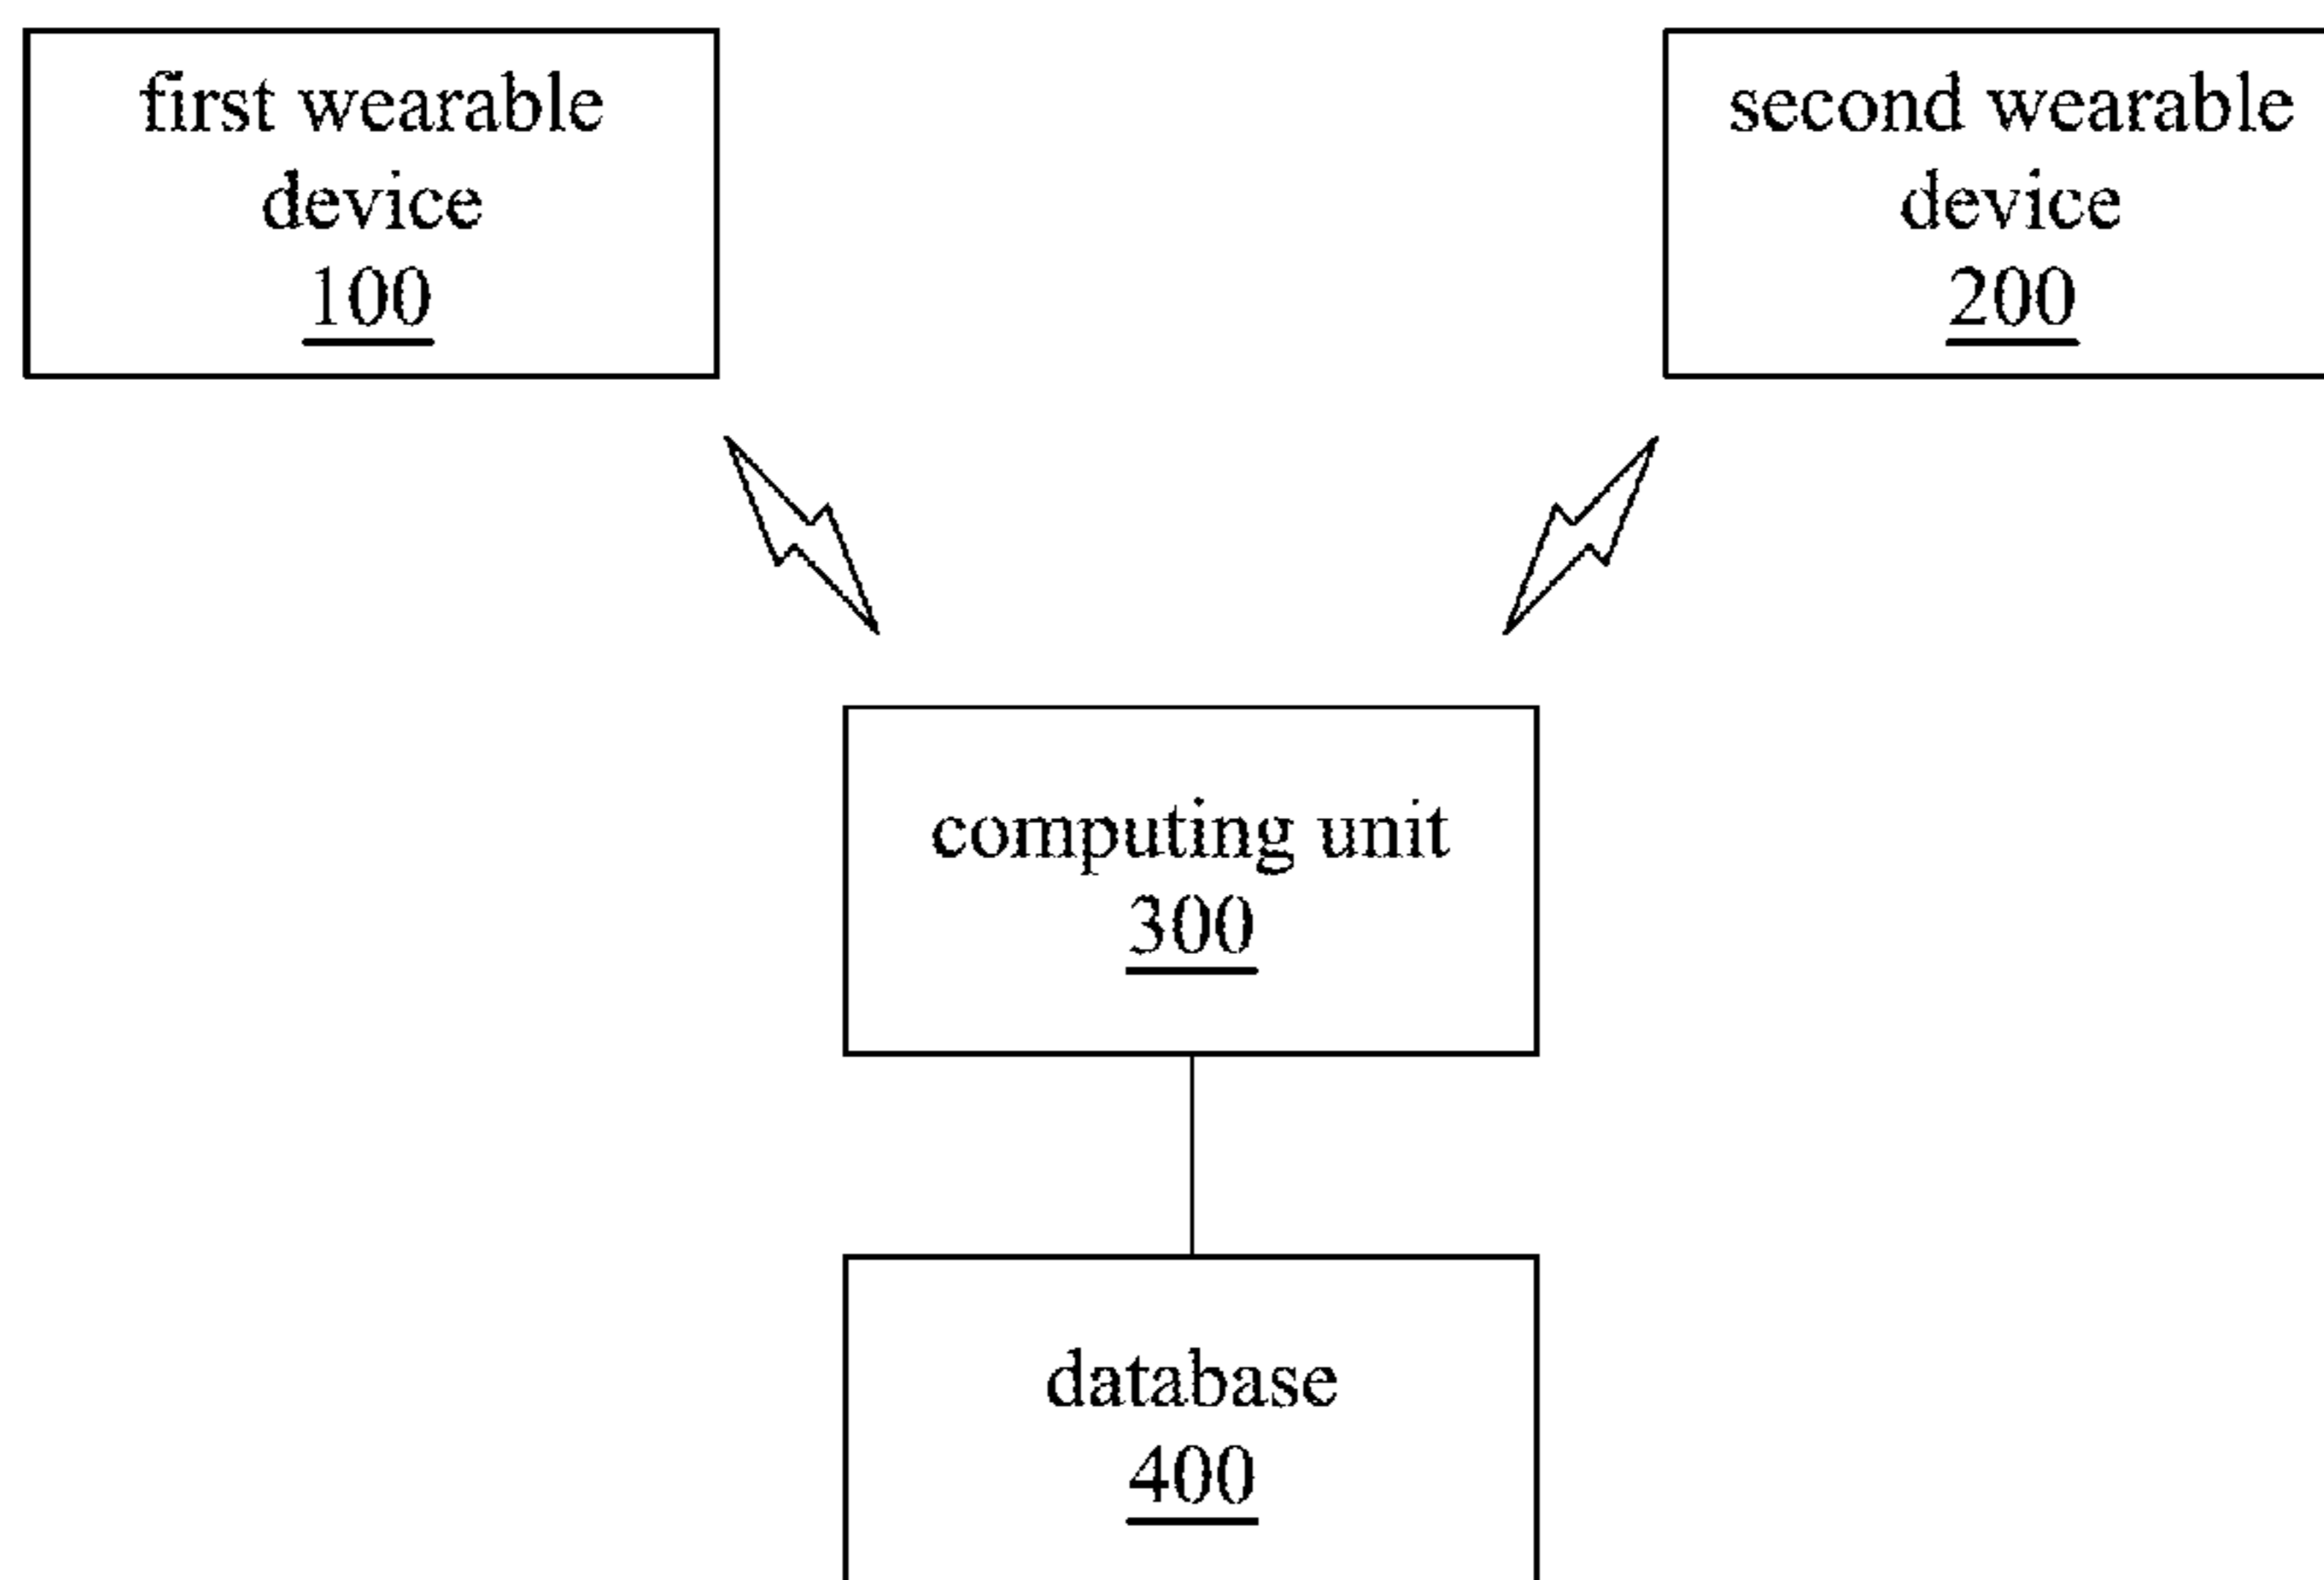 first wearable
device
100
second wearable
device
200
computing unit
300
database
400